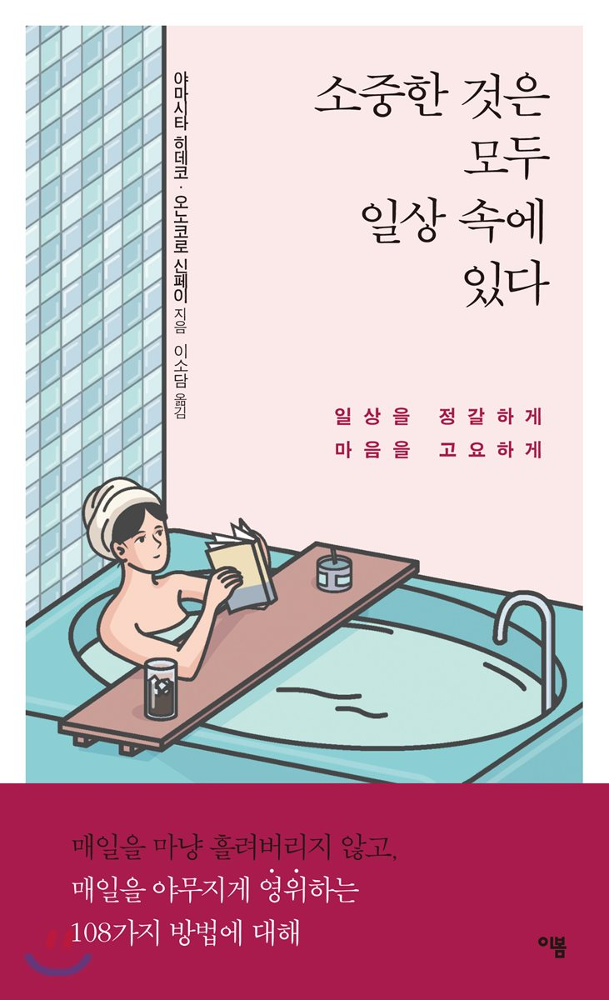 소중한 것은
모두
일상 속에
있다
야마시타 히데코 · 오노코로 신페이 지음 이소담 옮김
일상을 정갈하게
마음을 고요하게
매일을 마냥 흘려버리지 않고,
매일을 야무지게 영위하는
108가지 방법에 대해
이봄